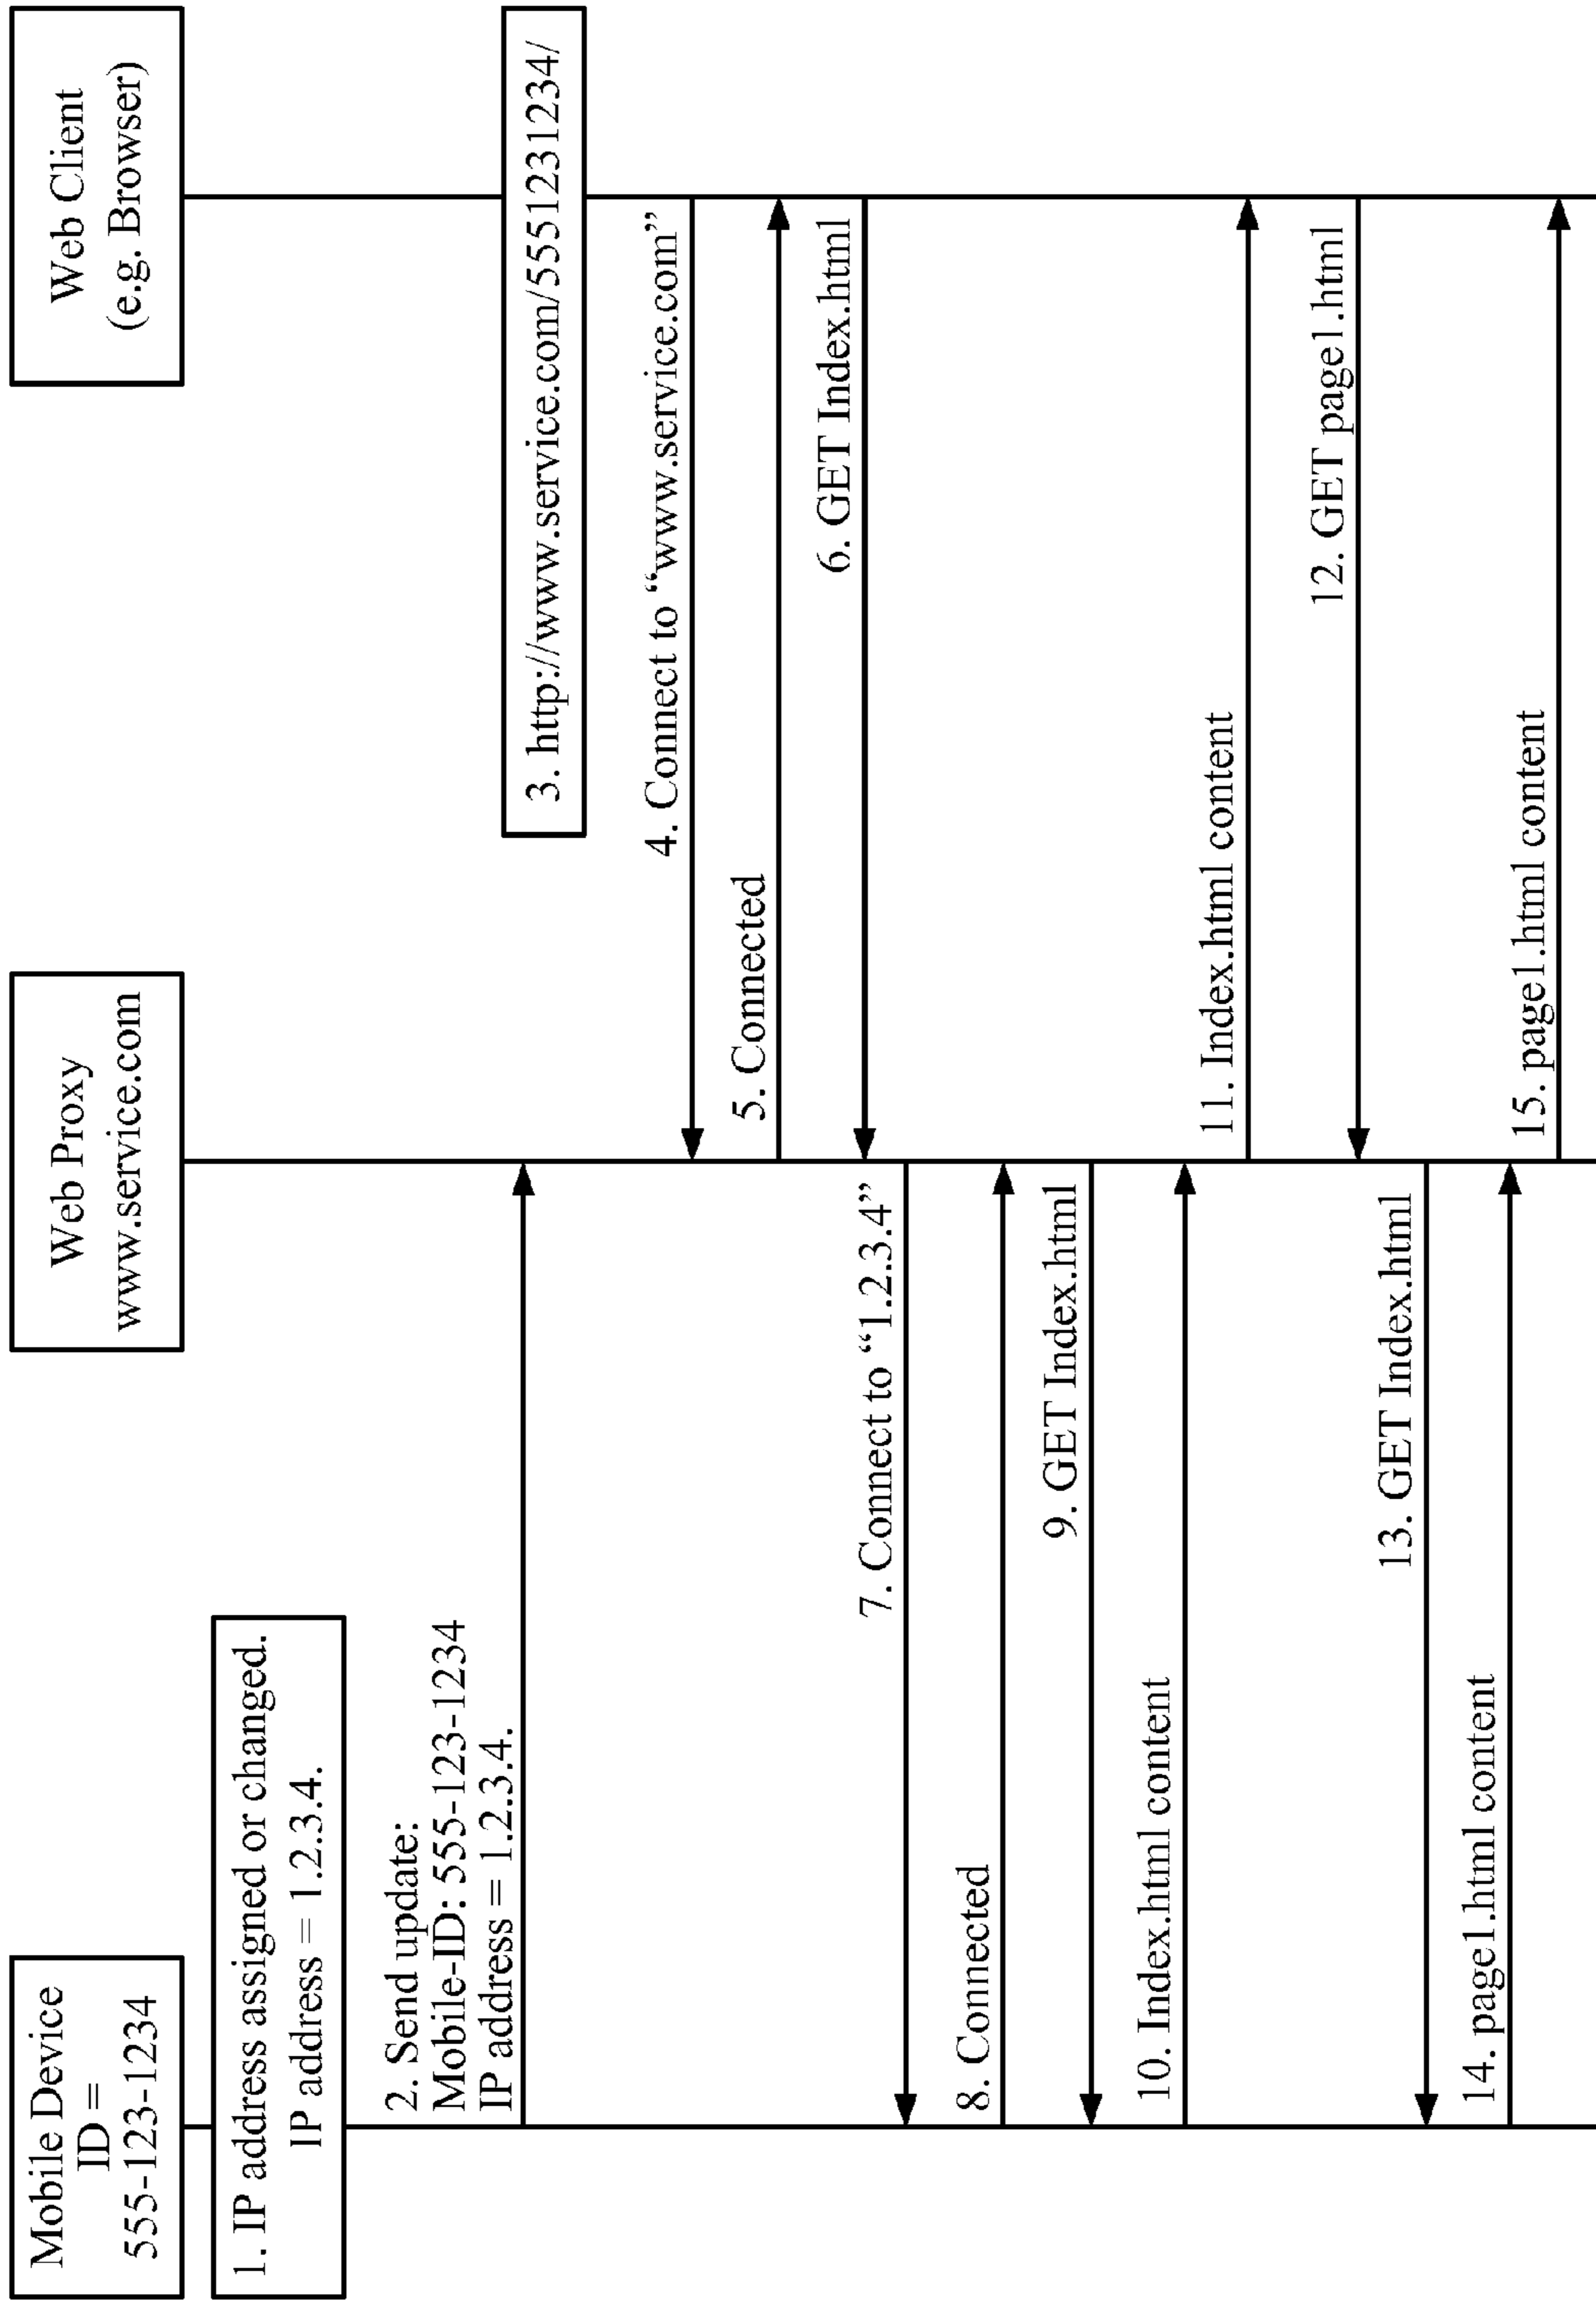 Mobile Device
ID =
555-123-1234
Web Proxy
www.service.com
Web Client
(e.g. Browser)
1. IP address assigned or changed.
IP address = 1.2.3.4.
2. Send update:
Mobile-ID: 555-123-1234
IP address = 1.2.3.4.
3. http://www.service.com/5551231234/
4. Connect to “www.service.com”
5. Connected
6. GET Index.html
7. Connect to “1.2.3.4”
8. Connected
9. GET Index.html
10. Index.html content
11. Index.html content
12. GET page1.html
13. GET Index.html
14. page1.html content
15. page1.html content